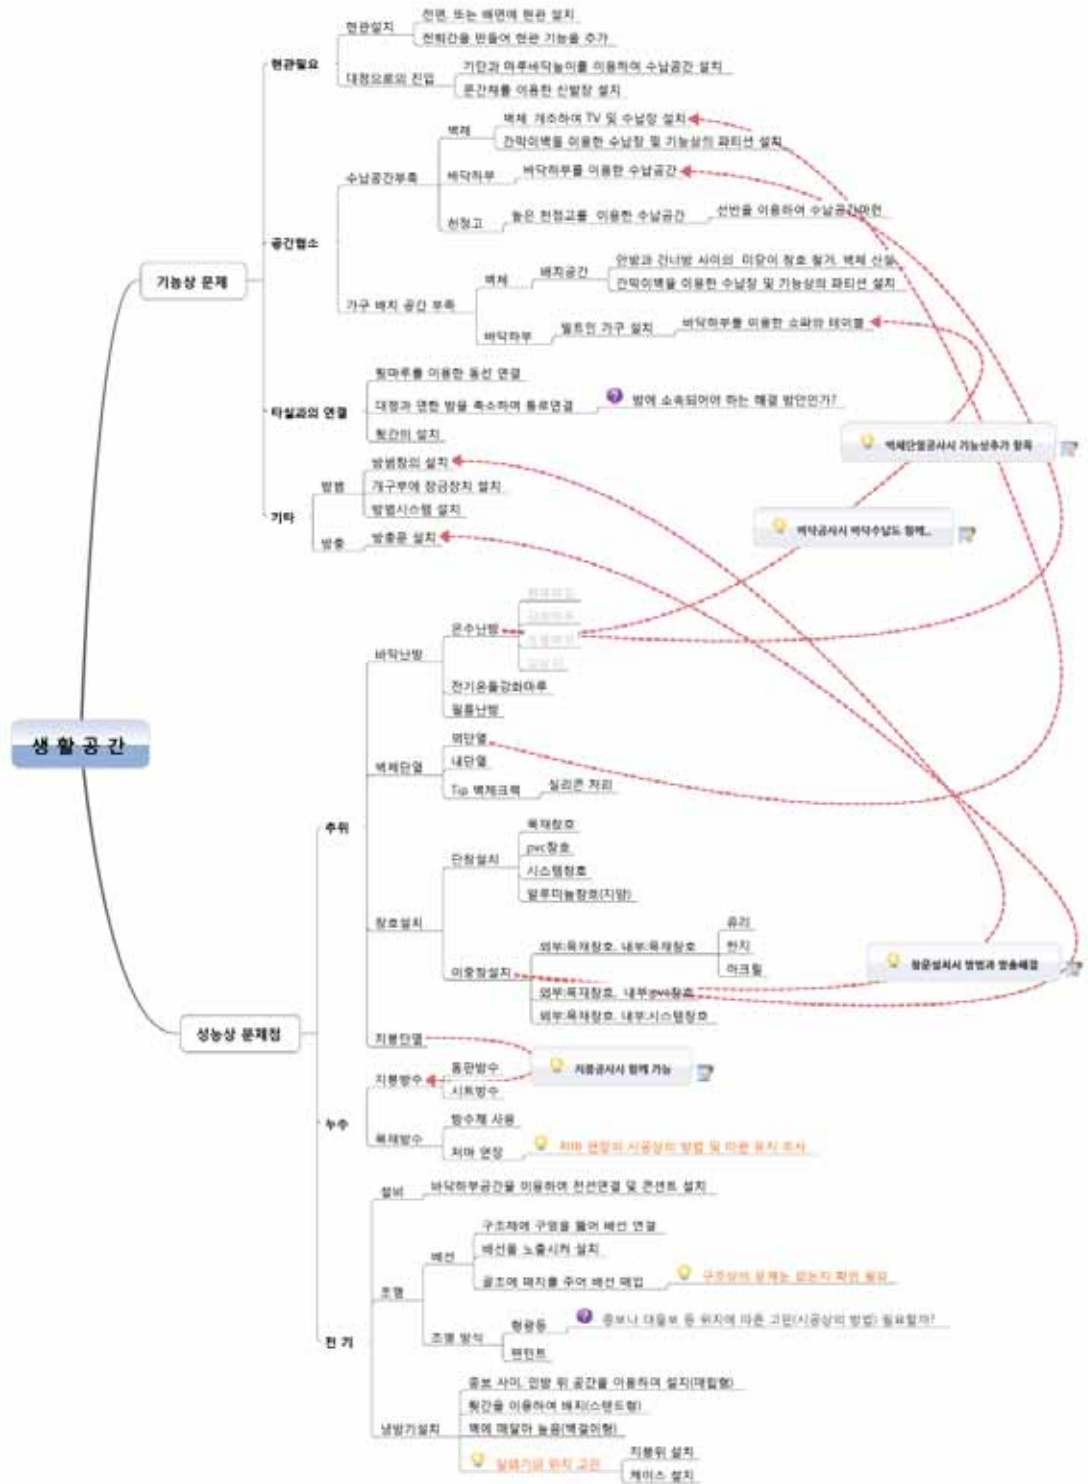 생 활 공 간
기능상 문제
현관필요
현관설치
전면, 또는 배면에 현관 설치
전퇴간을 만들어 현관 기능을 추가
대청으로의 진입
기단과 마루바닥높이를 이용하여 수납공간 설치
문간채를 이용한 신발장 설치
공간협소
수납공간부족
벽체
벽체 개조하여 TV 및 수납장 설치
간막이벽을 이용한 수납장 및 기능상의 파티션 설치
바닥하부
바닥하부를 이용한 수납공간
천정고
높은 천정고를 이용한 수납공간
선반을 이용하여 수납공간마련
가구 배치 공간 부족
벽체
배치공간
안방과 건너방 사이의 미닫이 창호 철거, 벽체 신설
간막이벽을 이용한 수납장 및 기능상의 파티션 설치
바닥하부
빌트인 가구 설치
바닥하부를 이용한 소파와 테이블
타실과의 연결
툇마루를 이용한 동선 연결
대청과 면한 방을 축소하여 통로연결
방에 소속되어야 하는 해결 방안인가?
툇간의 설치
기타
방범
방범창의 설치
개구부에 잠금장치 설치
방범시스템 설치
방충
방충문 설치
벽체단열공사시 기능성추가 항목
바닥공사시 바닥수납도 함께...
성능상 문제점
추위
바닥난방
온수난방
전기온돌강화마루
필름난방
벽체단열
외단열
내단열
Tip 벽체크랙
실리콘 처리
창호설치
단창설치
목재창호
pvc창호
시스템창호
알루미늄창호(지양)
이중창설치
외부:목재창호, 내부:목재창호
유리
한지
아크릴
외부:목재창호, 내부:pvc창호
외부:목재창호, 내부:시스템창호
창문설치시 방범과 방충해결
지붕단열
지붕공사시 함께 가능
누수
지붕방수
동판방수
시트방수
목재방수
방수제 사용
처마 연장
처마 연장의 시공상의 방법 및 따른 유지 조사
전 기
설비
바닥하부공간을 이용하여 전선연결 및 콘센트 설치
조명
배선
구조체에 구멍을 뚫어 배선 연결
배선을 노출시켜 설치
골조에 패치를 주어 배선 매입
구조상의 문제는 없는지 확인 필요
조명 방식
형광등
중보나 대들보 등 위치에 따른 고민(시공상의 방법) 필요할까?
팬던트
냉방기설치
중보 사이, 안방 위 공간을 이용하여 설치(매립형)
툇간을 이용하여 배치(스탠드형)
벽에 매달아 놓음(벽걸이형)
실외기의 위치 고민
지붕위 설치
케이스 설치